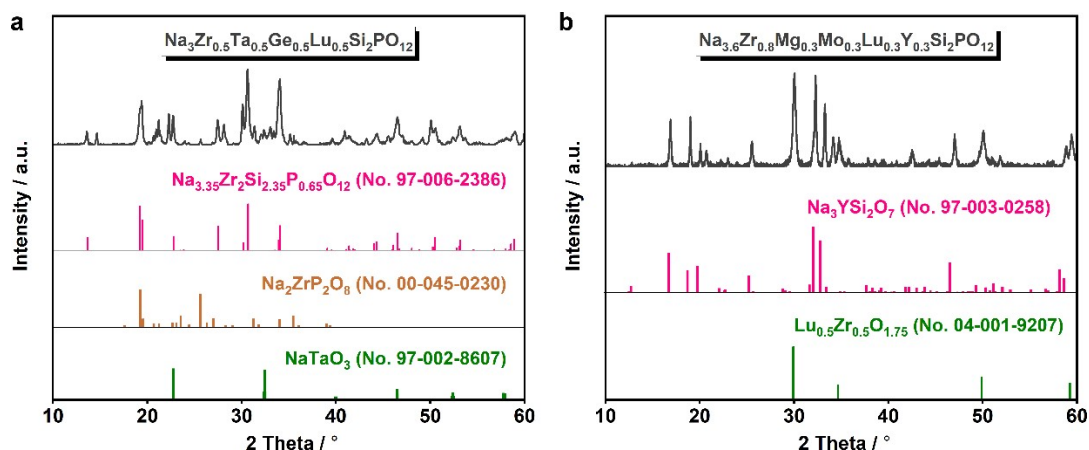 a
Na₃Zr₀.₅Ta₀.₅Ge₀.₅Lu₀.₅Si₂PO₁₂
Intensity / a.u.
Na₃.₃₅Zr₂Si₂.₃₅P₀.₆₅O₁₂ (No. 97-006-2386)
Na₂ZrP₂O₈ (No. 00-045-0230)
NaTaO₃ (No. 97-002-8607)
10 20 30 40 50 60
2 Theta / °
b
Na₃.₆Zr₀.₈Mg₀.₃Mo₀.₃Lu₀.₃Y₀.₃Si₂PO₁₂
Intensity / a.u.
Na₃YSi₂O₇ (No. 97-003-0258)
Lu₀.₅Zr₀.₅O₁.₇₅ (No. 04-001-9207)
10 20 30 40 50 60
2 Theta / °